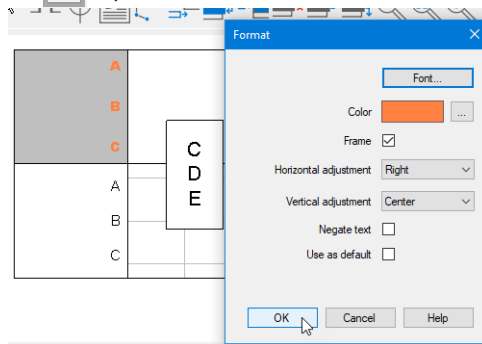 Format
Font...
Color
...
Frame
Horizontal adjustment Right
Vertical adjustment Center
Negate text
Use as default
OK Cancel Help
A
B
C
A
B
C
C
D
E